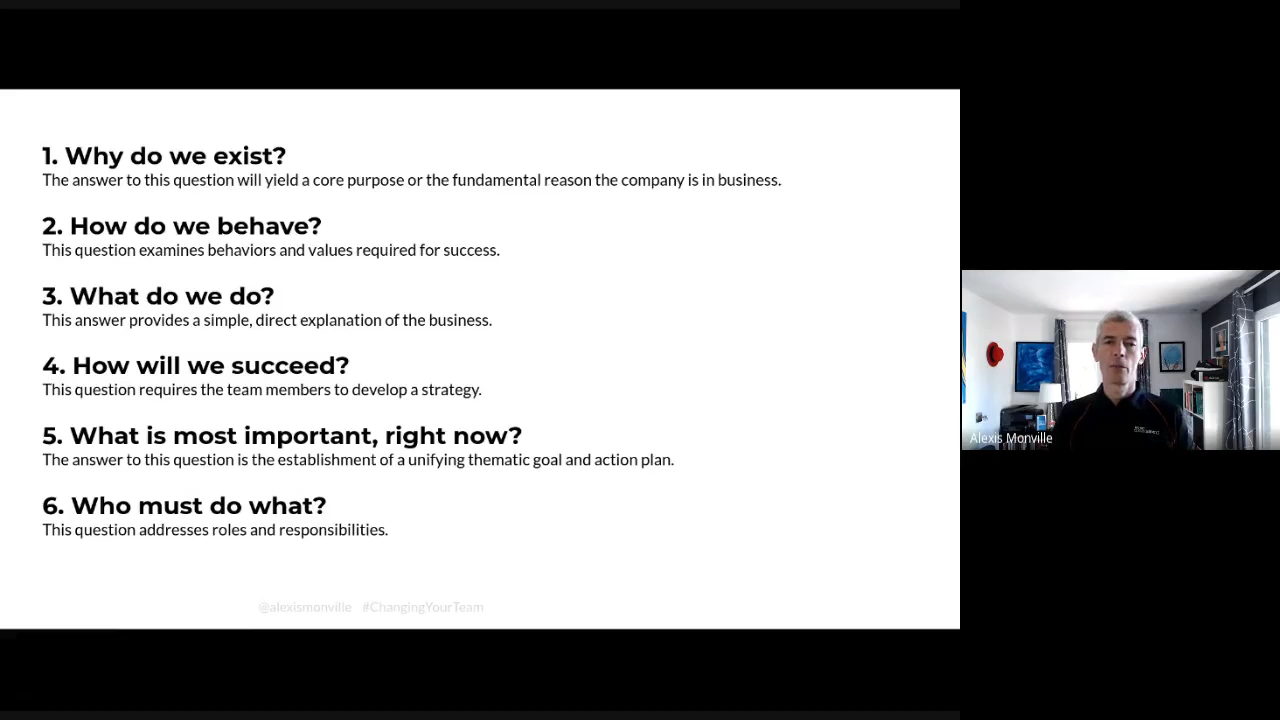 1. Why do we exist?
The answer to this question will yield a core purpose or the fundamental reason the company is in business.
2. How do we behave?
This question examines behaviors and values required for success.
3. What do we do?
This answer provides a simple, direct explanation of the business.
4. How will we succeed?
This question requires the team members to develop a strategy.
5. What is most important, right now?
The answer to this question is the establishment of a unifying thematic goal and action plan.
6. Who must do what?
This question addresses roles and responsibilities.
@alexismonville #ChangingYourTeam
Alexis Monville